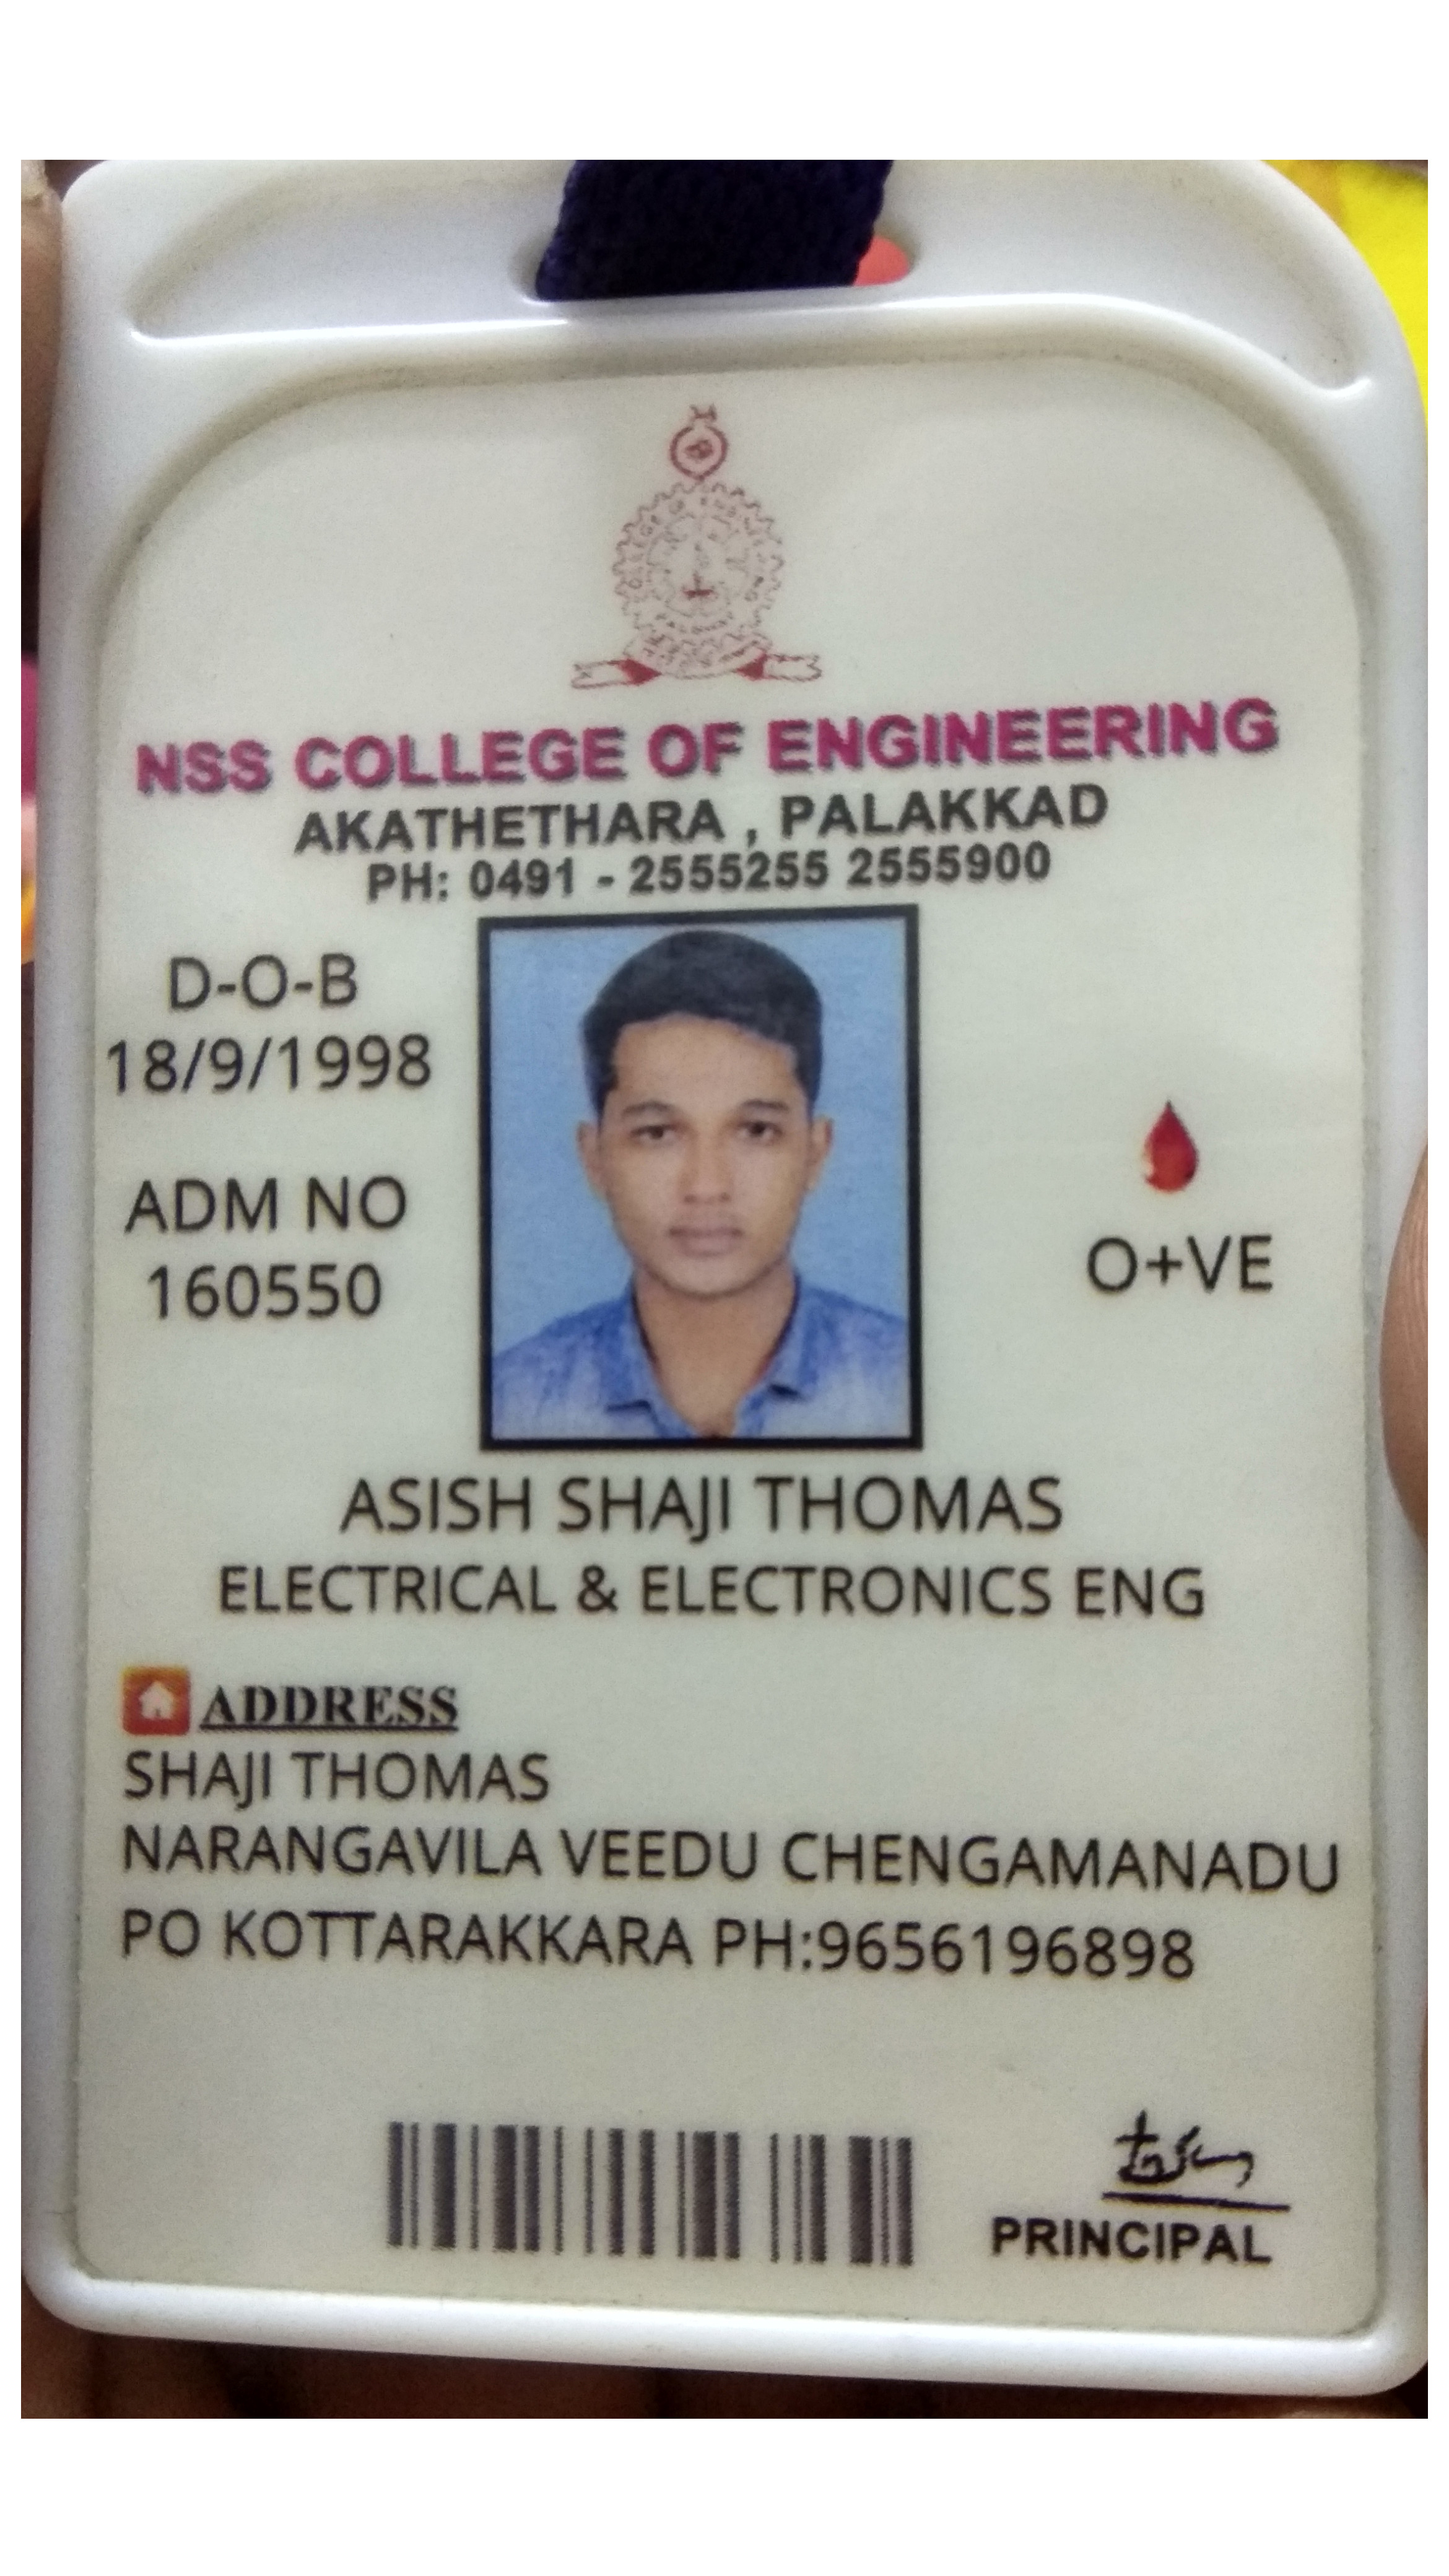 NSS COLLEGE OF ENGINEERING
AKATHETHARA , PALAKKAD
PH: 0491 - 2555255 2555900
D-O-B
18/9/1998
ADM NO
160550
O+VE
ASISH SHAJI THOMAS
ELECTRICAL & ELECTRONICS ENG
ADDRESS
SHAJI THOMAS
NARANGAVILA VEEDU CHENGAMANADU
PO KOTTARAKKARA PH:9656196898
PRINCIPAL